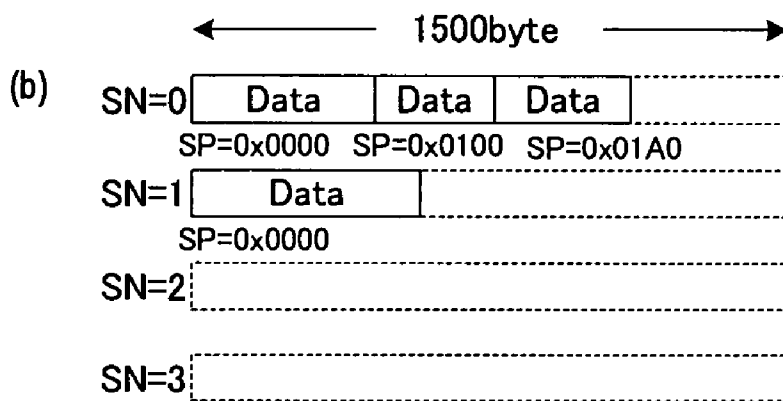 1500byte
(b)
SN=0 Data Data Data
SP=0x0000 SP=0x0100 SP=0x01A0
SN=1 Data
SP=0x0000
SN=2
SN=3